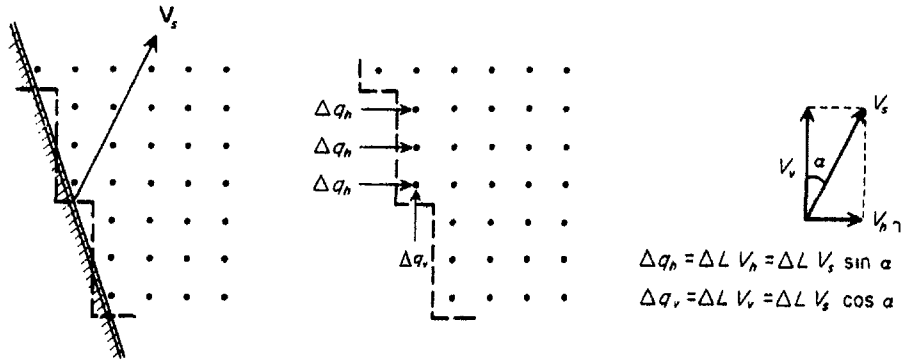 V_s
Δq_h
Δq_h
Δq_h
Δq_v
V_s
V_v
α
V_h
Δq_h = ΔL V_h = ΔL V_s sin α
Δq_v = ΔL V_v = ΔL V_s cos α